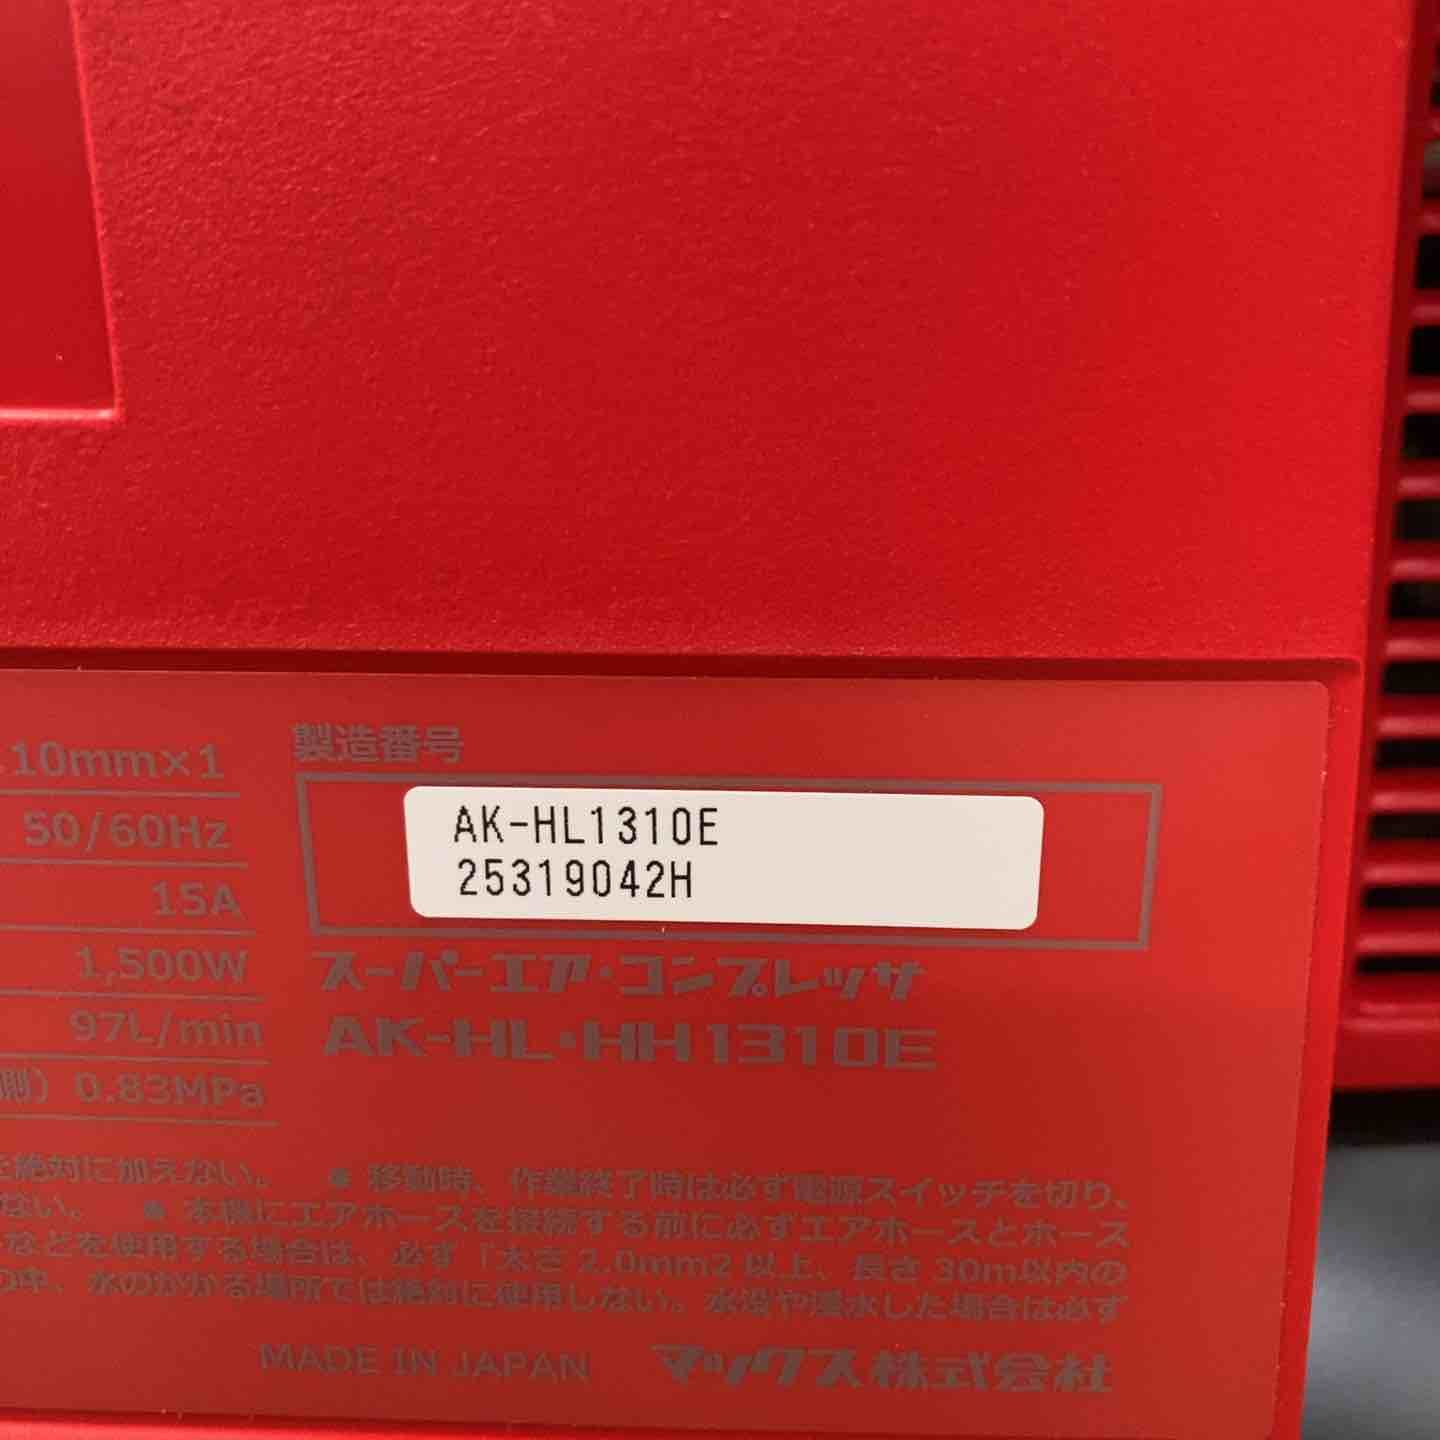 10mm×1
50/60Hz
15A
1,500W
97L/min
側) 0.83MPa
製造番号
AK-HL1310E
25319042H
スーパーエア・コンプレッサ
AK-HL・HH1310E
を絶対に加えない。 ● 移動時、作業終了時は必ず電源スイッチを切り、
ない。 ● 本機にエアホースを接続する前に必ずエアホースとホース
などを使用する場合は、必ず「太さ 2.0mm2 以上、長さ 30m以内の
の中、水のかかる場所では絶対に使用しない。水没や浸水した場合は必ず
MADE IN JAPAN マックス株式会社